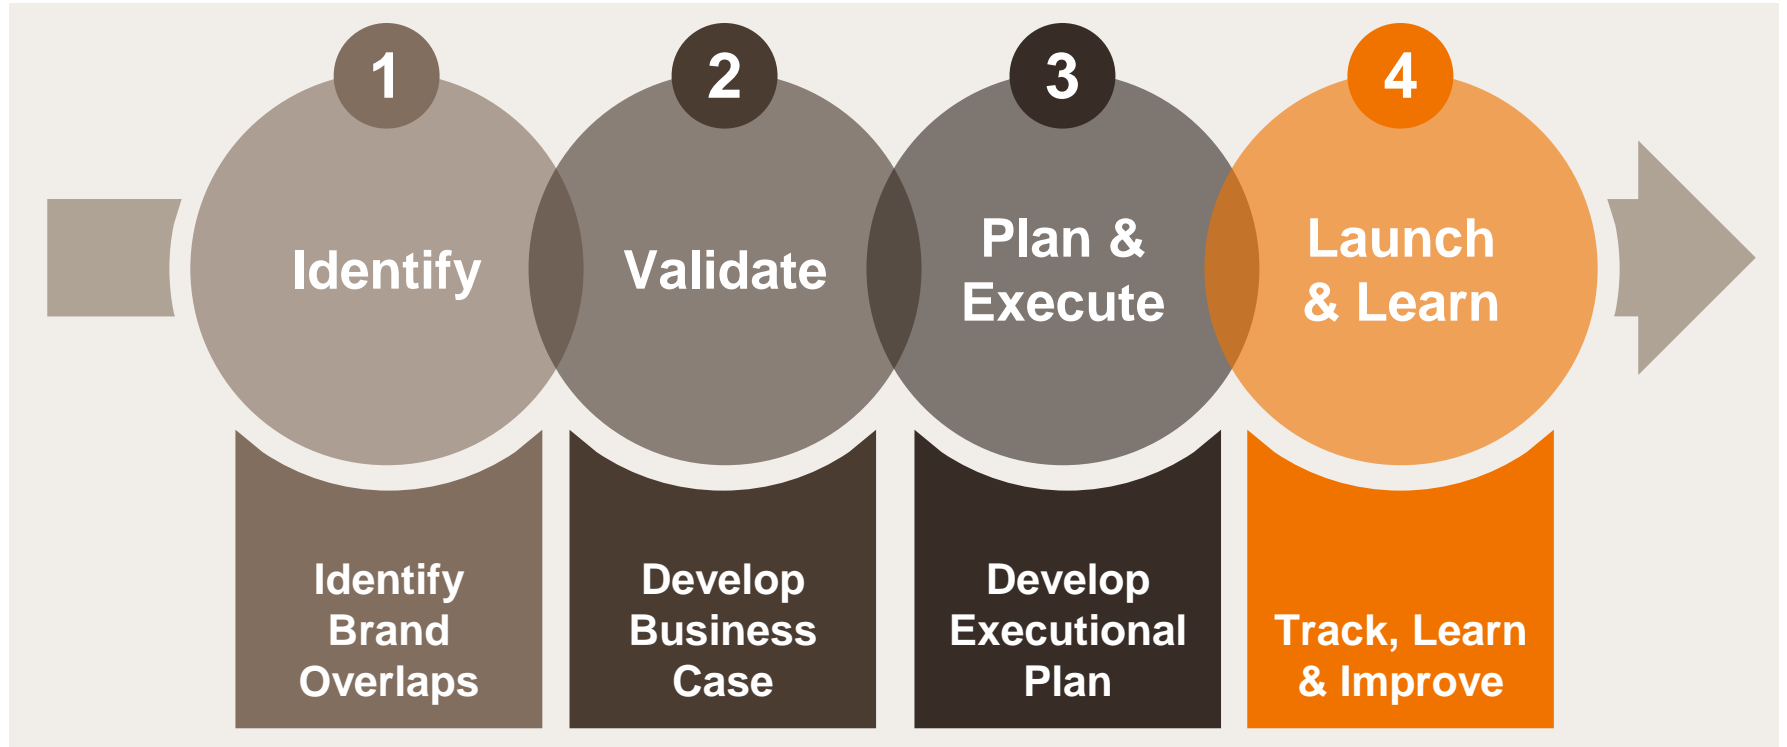 1
Identify
Identify
Brand
Overlaps
2
Validate
Develop
Business
Case
3
Plan &
Execute
Develop
Executional
Plan
4
Launch
& Learn
Track, Learn
& Improve